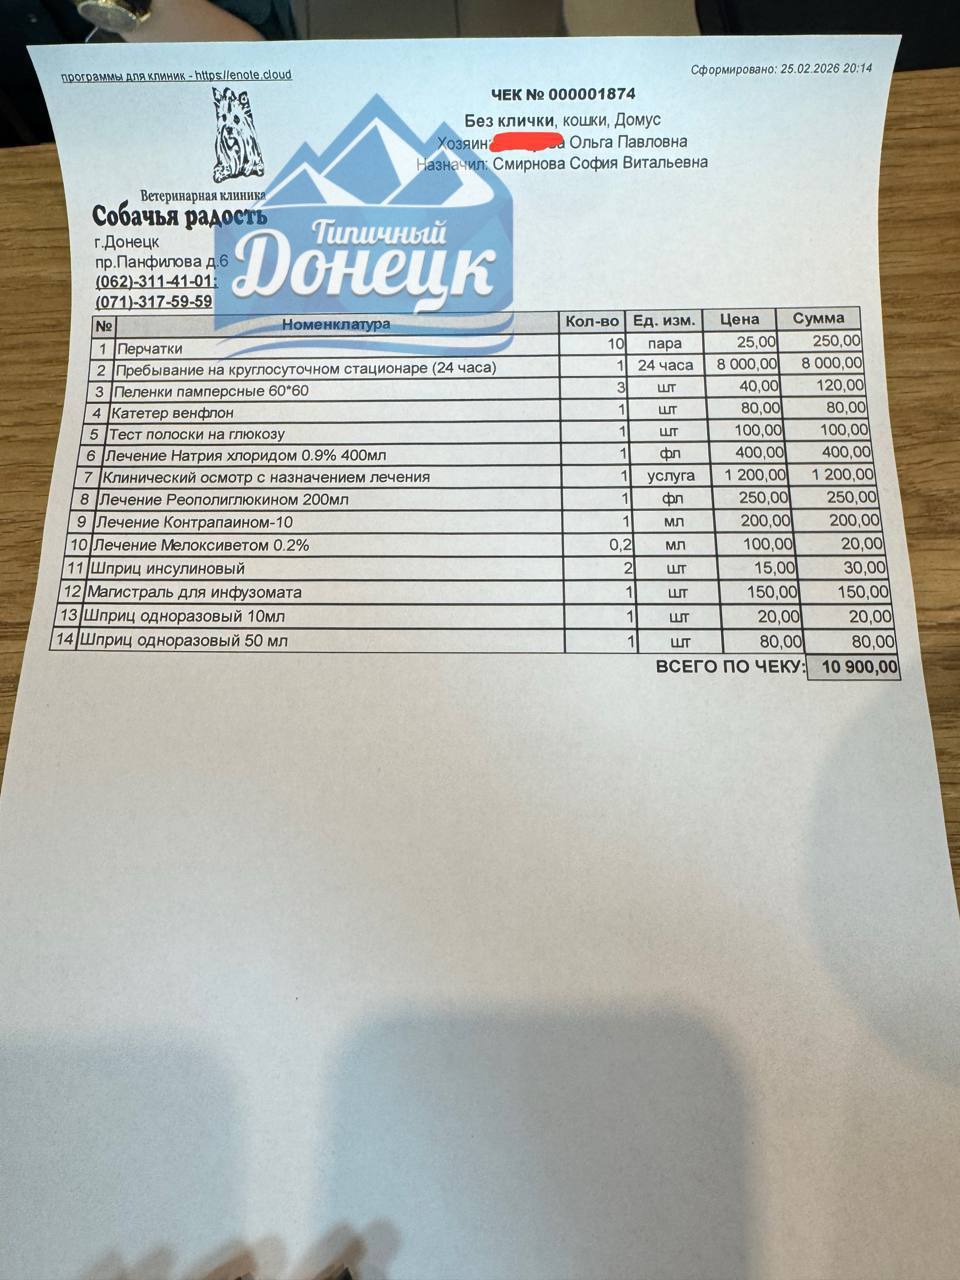 программы для клиник - https://enote.cloud
Сформировано: 25.02.2026 20:14
ЧЕК № 000001874
Без клички, кошки, Домус
Хозяин: Ольга Павловна
Назначил: Смирнова София Витальевна
Ветеринарная клиника
Собачья радость
г.Донецк
пр.Панфилова д.6
(062)-311-41-01;
(071)-317-59-59
Типичный
Донецк
№ Номенклатура Кол-во Ед. изм. Цена Сумма
1 Перчатки 10 пара 25,00 250,00
2 Пребывание на круглосуточном стационаре (24 часа) 1 24 часа 8 000,00 8 000,00
3 Пеленки памперсные 60*60 3 шт 40,00 120,00
4 Катетер венфлон 1 шт 80,00 80,00
5 Тест полоски на глюкозу 1 шт 100,00 100,00
6 Лечение Натрия хлоридом 0.9% 400мл 1 фл 400,00 400,00
7 Клинический осмотр с назначением лечения 1 услуга 1 200,00 1 200,00
8 Лечение Реополиглюкином 200мл 1 фл 250,00 250,00
9 Лечение Контрапаином-10 1 мл 200,00 200,00
10 Лечение Мелоксиветом 0.2% 0,2 мл 100,00 20,00
11 Шприц инсулиновый 2 шт 15,00 30,00
12 Магистраль для инфузомата 1 шт 150,00 150,00
13 Шприц одноразовый 10мл 1 шт 20,00 20,00
14 Шприц одноразовый 50 мл 1 шт 80,00 80,00
ВСЕГО ПО ЧЕКУ: 10 900,00